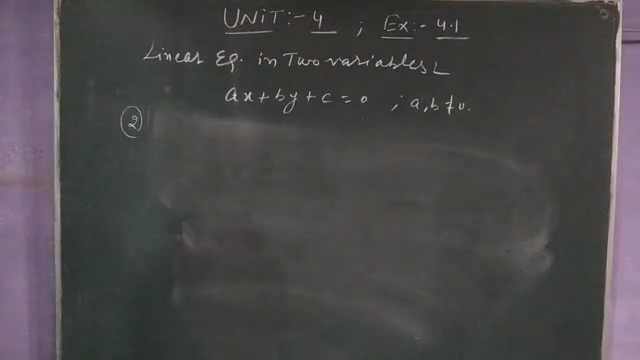 UNIT:- 4 ; Ex:- 4.1
Linear Eq. in Two variables
ax + by + c = 0 ; a, b ≠ 0.
(2)